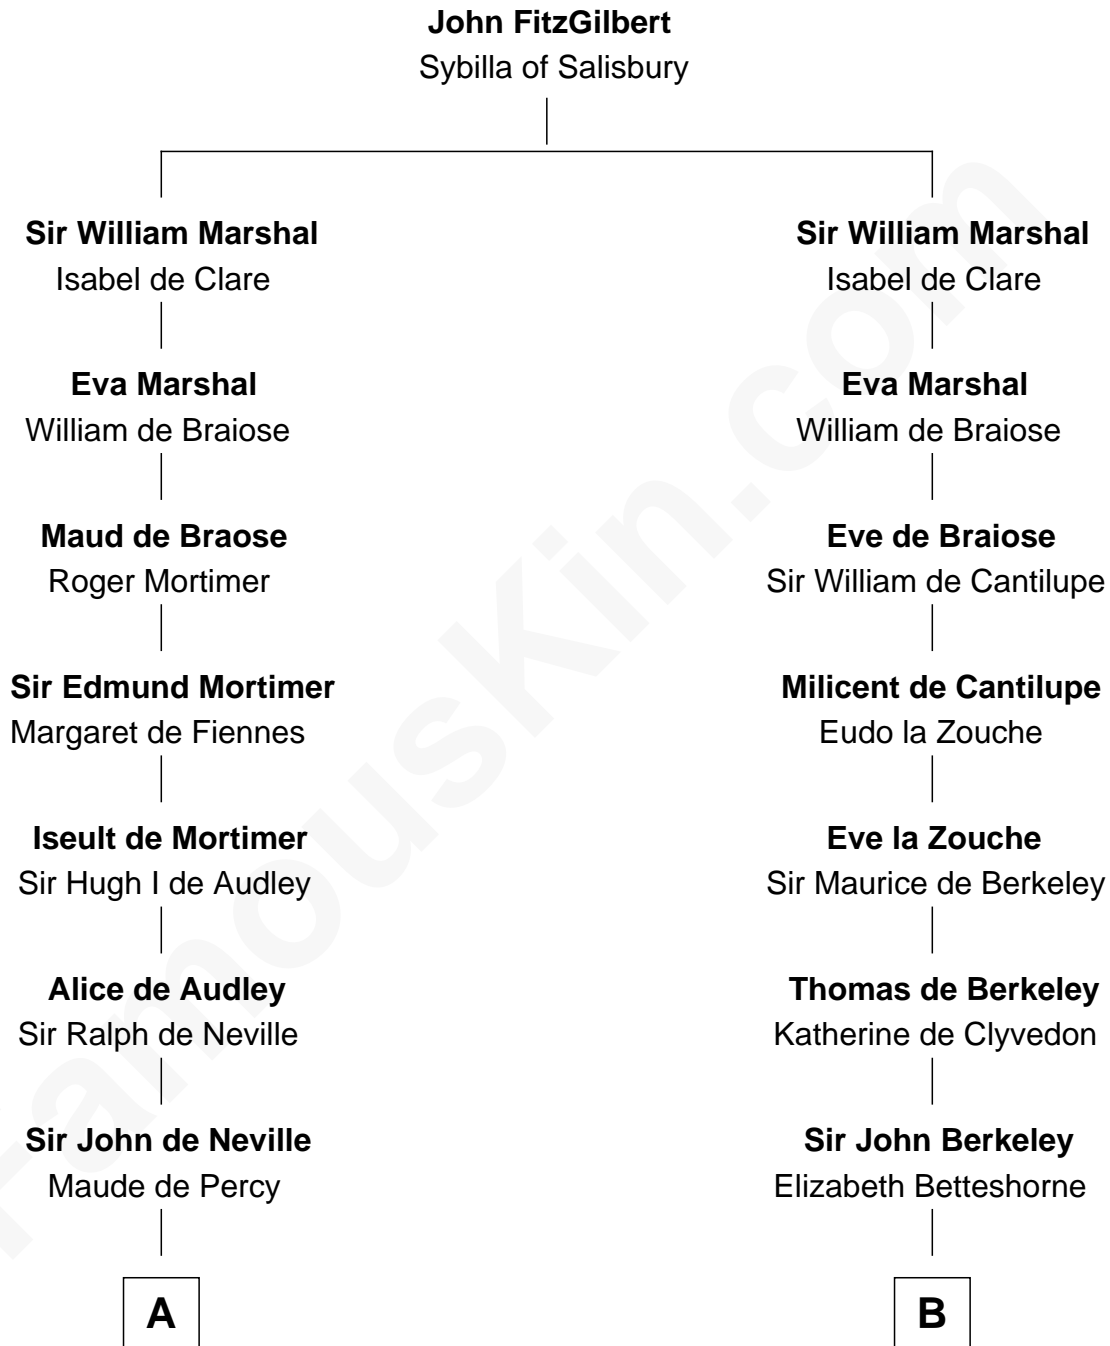 John FitzGilbert
Sybilla of Salisbury
Sir William Marshal
Isabel de Clare
Sir William Marshal
Isabel de Clare
Eva Marshal
William de Braiose
Eva Marshal
William de Braiose
Maud de Braose
Roger Mortimer
Eve de Braiose
Sir William de Cantilupe
Sir Edmund Mortimer
Margaret de Fiennes
Milicent de Cantilupe
Eudo la Zouche
Iseult de Mortimer
Sir Hugh I de Audley
Eve la Zouche
Sir Maurice de Berkeley
Alice de Audley
Sir Ralph de Neville
Thomas de Berkeley
Katherine de Clyvedon
Sir John de Neville
Maude de Percy
Sir John Berkeley
Elizabeth Betteshorne
A
B
FamousKin.com